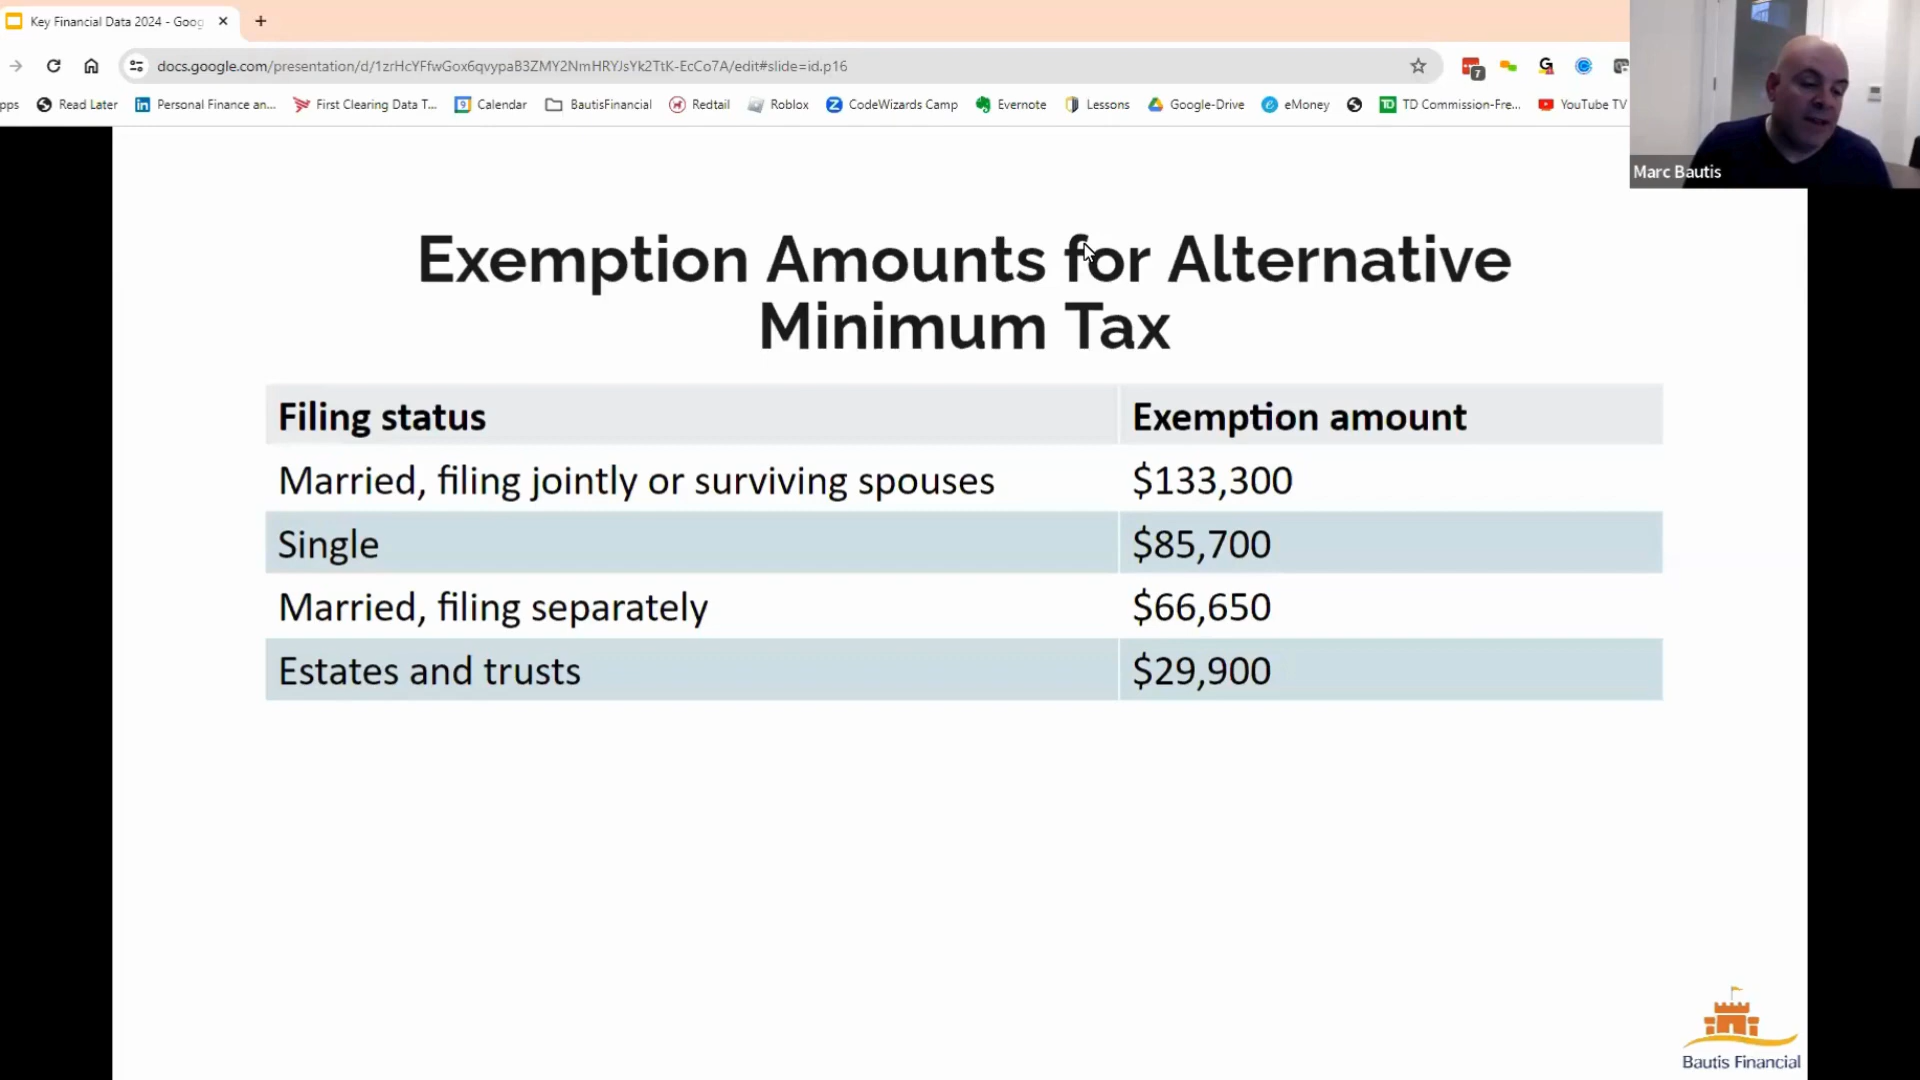 Key Financial Data 2024 - Goog
docs.google.com/presentation/d/1zrHcYFfwGox6qvypaB3ZMY2NmHRYJsYk2TtK-EcCo7A/edit#slide=id.p16
7
pps Read Later Personal Finance an... First Clearing Data T... Calendar BautisFinancial Redtail Roblox CodeWizards Camp Evernote Lessons Google-Drive eMoney TD Commission-Fre... YouTube TV
Marc Bautis
Exemption Amounts for Alternative
Minimum Tax
Filing status Exemption amount
Married, filing jointly or surviving spouses $133,300
Single $85,700
Married, filing separately $66,650
Estates and trusts $29,900
Bautis Financial